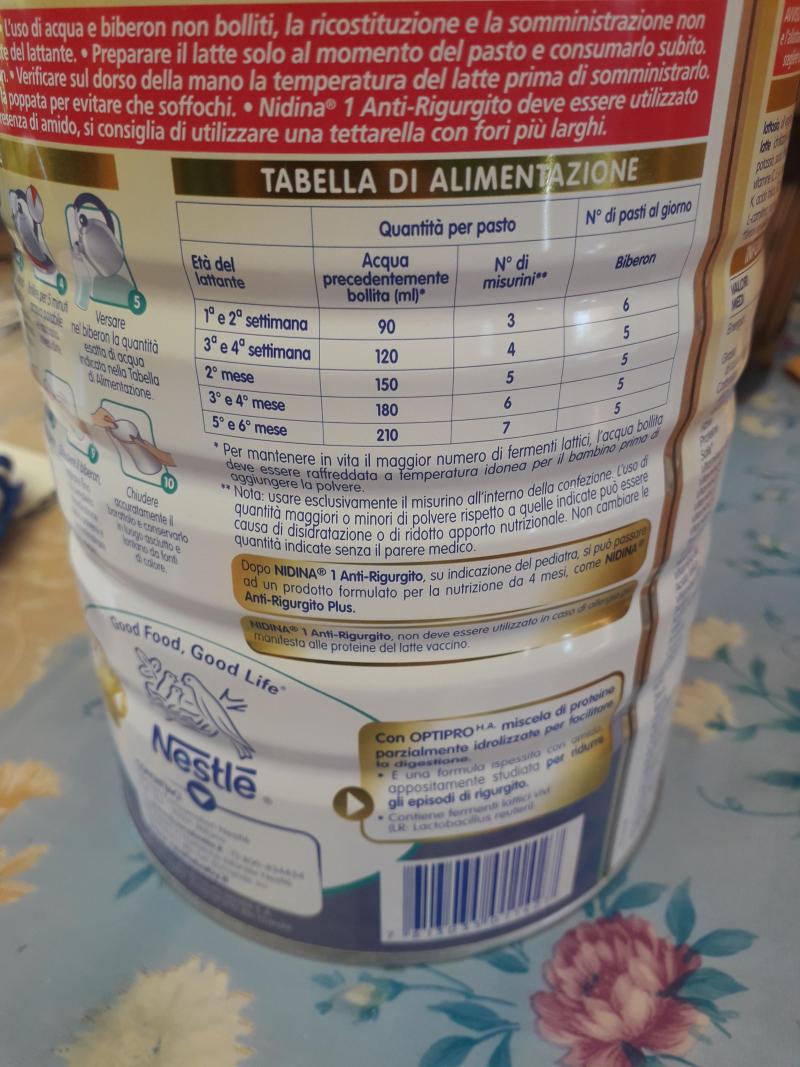 L'uso di acqua e biberon non bolliti, la ricostituzione e la somministrazione non
del lattante. • Preparare il latte solo al momento del pasto e consumarlo subito.
• Verificare sul dorso della mano la temperatura del latte prima di somministrarlo.
poppata per evitare che soffochi. • Nidina® 1 Anti-Rigurgito deve essere utilizzato
di amido, si consiglia di utilizzare una tettarella con fori più larghi.
TABELLA DI ALIMENTAZIONE
Quantità per pasto N° di pasti al giorno
Età del lattante Acqua precedentemente bollita (ml)* N° di misurini** Biberon
1ª e 2ª settimana 90 3 6
3ª e 4ª settimana 120 4 5
2° mese 150 5 5
3° e 4° mese 180 6 5
5° e 6° mese 210 7 5
* Per mantenere in vita il maggior numero di fermenti lattici, l'acqua bollita
deve essere raffreddata a temperatura idonea per il bambino prima di
aggiungere la polvere.
** Nota: usare esclusivamente il misurino all'interno della confezione. L'uso di
quantità maggiori o minori di polvere rispetto a quelle indicate può essere
causa di disidratazione o di ridotto apporto nutrizionale. Non cambiare le
quantità indicate senza il parere medico.
Dopo NIDINA® 1 Anti-Rigurgito, su indicazione del pediatra, si può passare
ad un prodotto formulato per la nutrizione da 4 mesi, come NIDINA®
Anti-Rigurgito Plus.
NIDINA® 1 Anti-Rigurgito, non deve essere utilizzato in caso di allergia
manifesta alle proteine del latte vaccino.
4
per 5 minuti
5
Versare
nel biberon la quantità
esatta di acqua
indicata nella Tabella
di Alimentazione.
9
10
Chiudere
accuratamente il
barattolo e conservarlo
in luogo asciutto e
lontano da fonti
di calore.
Good Food, Good Life®
Nestlé®
Con OPTIPRO H.A. miscela di proteine
parzialmente idrolizzate per facilitare
la digestione.
• È una formula ispessita con amido,
appositamente studiata per ridurre
gli episodi di rigurgito.
• Contiene fermenti lattici vivi
(LR: Lactobacillus reuteri).
VALORI
MEDI